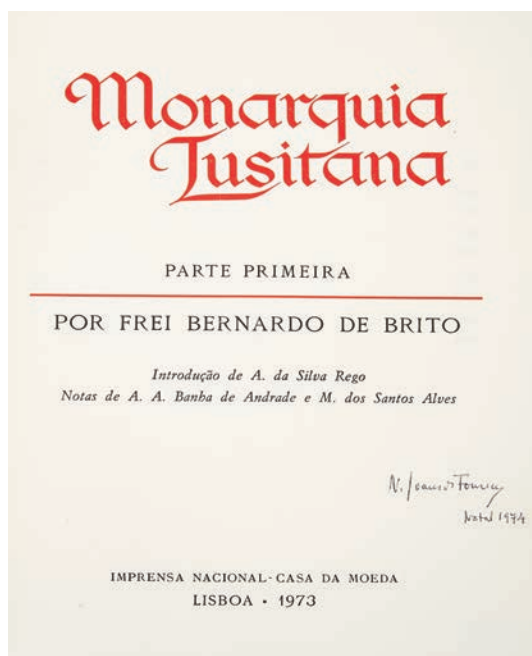 Monarquia
Lusitana
PARTE PRIMEIRA
POR FREI BERNARDO DE BRITO
Introdução de A. da Silva Rego
Notas de A. A. Banha de Andrade e M. dos Santos Alves
Natal 1974
IMPRENSA NACIONAL-CASA DA MOEDA
LISBOA • 1973